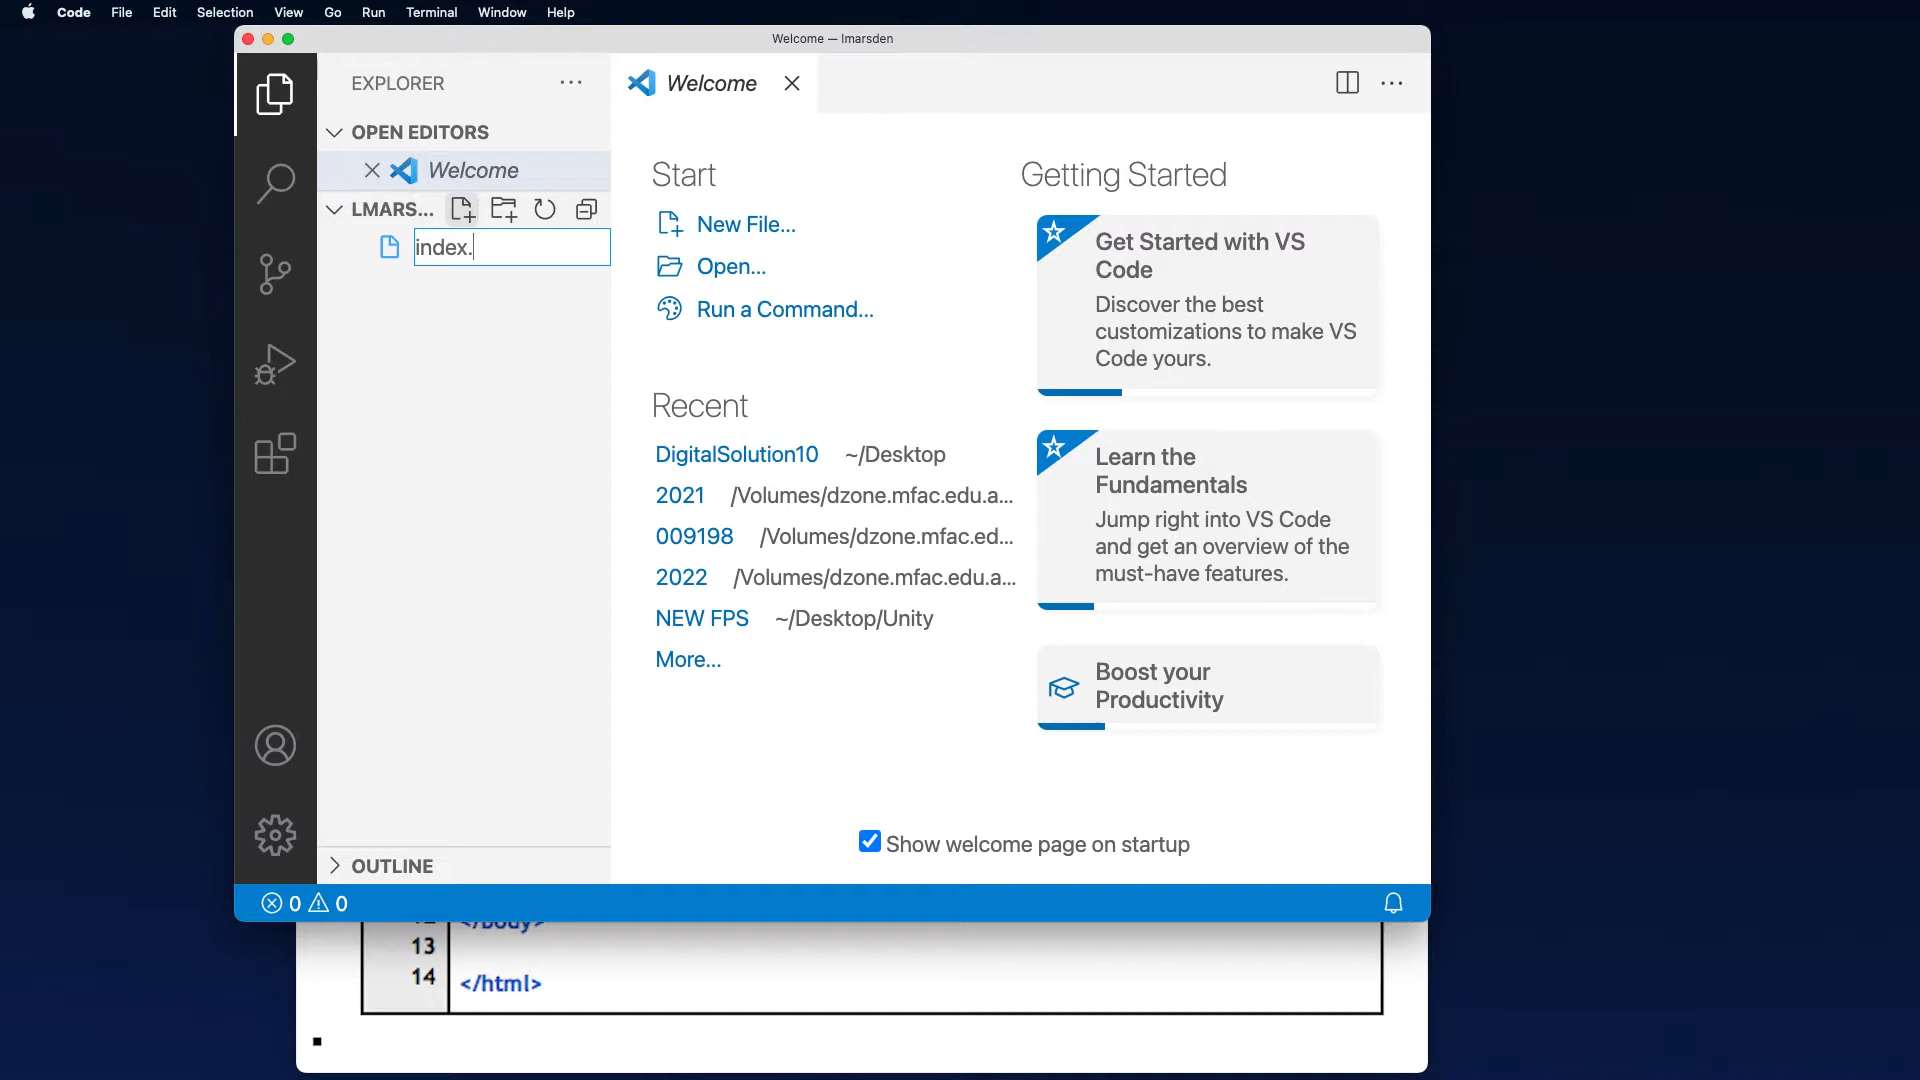 Code File Edit Selection View Go Run Terminal Window Help
Welcome — lmarsden
EXPLORER
Welcome
OPEN EDITORS
Welcome
LMARS...
index.
OUTLINE
Start
New File...
Open...
Run a Command...
Recent
DigitalSolution10 ~/Desktop
2021 /Volumes/dzone.mfac.edu.a...
009198 /Volumes/dzone.mfac.ed...
2022 /Volumes/dzone.mfac.edu.a...
NEW FPS ~/Desktop/Unity
More...
Getting Started
Get Started with VS
Code
Discover the best
customizations to make VS
Code yours.
Learn the
Fundamentals
Jump right into VS Code
and get an overview of the
must-have features.
Boost your
Productivity
Show welcome page on startup
0 0
</body>
13
14 </html>